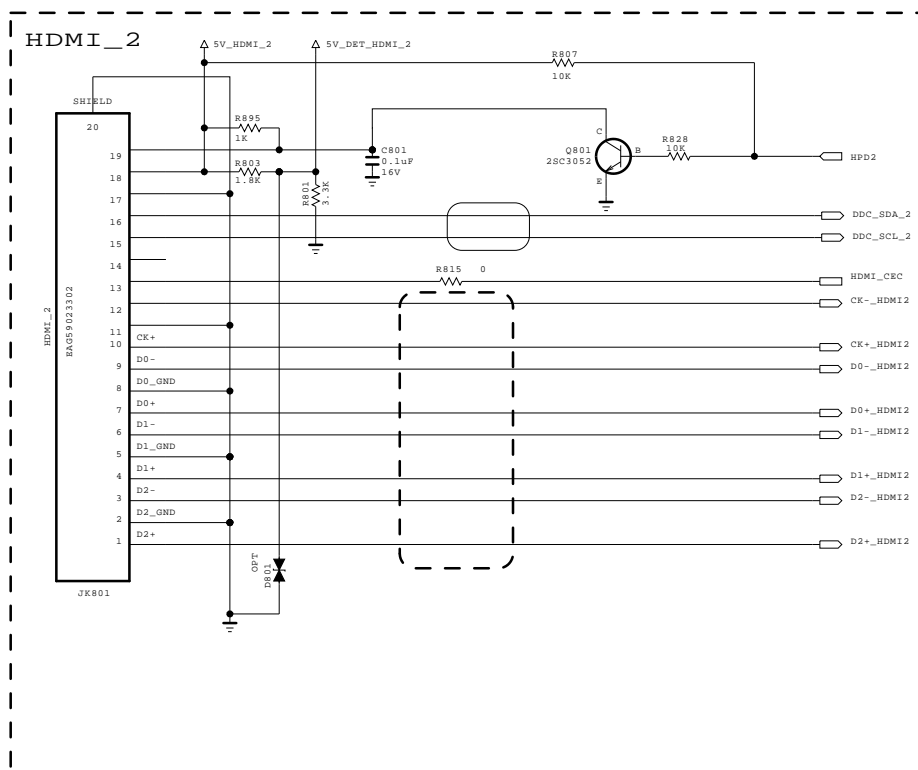 HDMI_2
5V_HDMI_2
5V_DET_HDMI_2
R807
10K
SHIELD
20
R895
1K
19
C801
0.1uF
16V
C
Q801
2SC3052
B
E
R828
10K
HPD2
18
R803
1.8K
R801
3.3K
17
16
DDC_SDA_2
15
DDC_SCL_2
14
R815 0
13
HDMI_CEC
12
CK-_HDMI2
HDMI_2
EAG59023302
11
CK+
10
CK+_HDMI2
D0-
9
D0-_HDMI2
D0_GND
8
D0+
7
D0+_HDMI2
D1-
6
D1-_HDMI2
D1_GND
5
D1+
4
D1+_HDMI2
D2-
3
D2-_HDMI2
D2_GND
2
D2+
1
D2+_HDMI2
OPT
D801
JK801